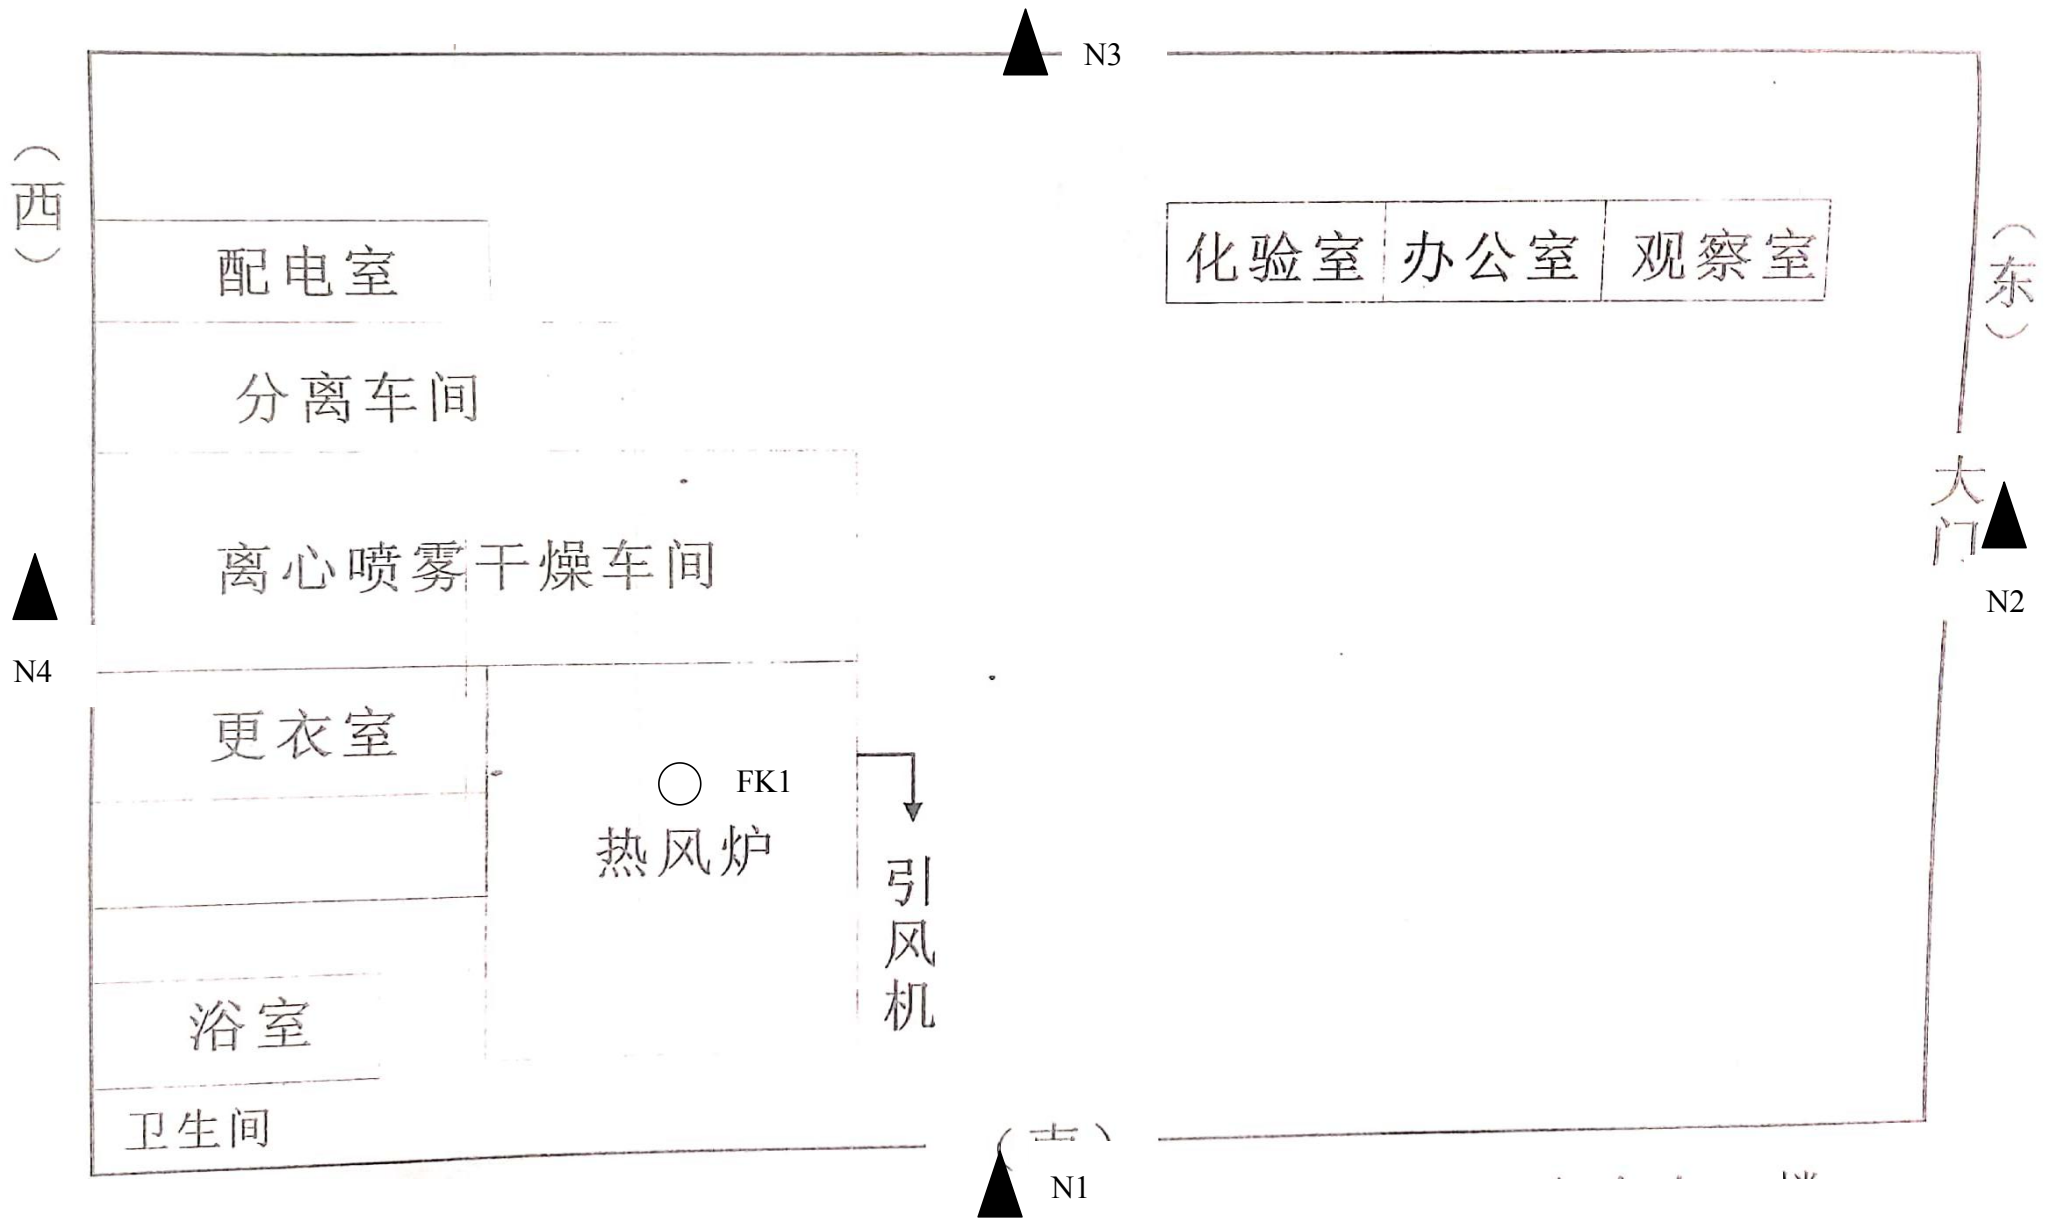 N3
（西）
配电室
化验室
办公室
观察室
（东）
分离车间
大门
离心喷雾干燥车间
N2
N4
更衣室
FK1
热风炉
引风机
浴室
卫生间
N1